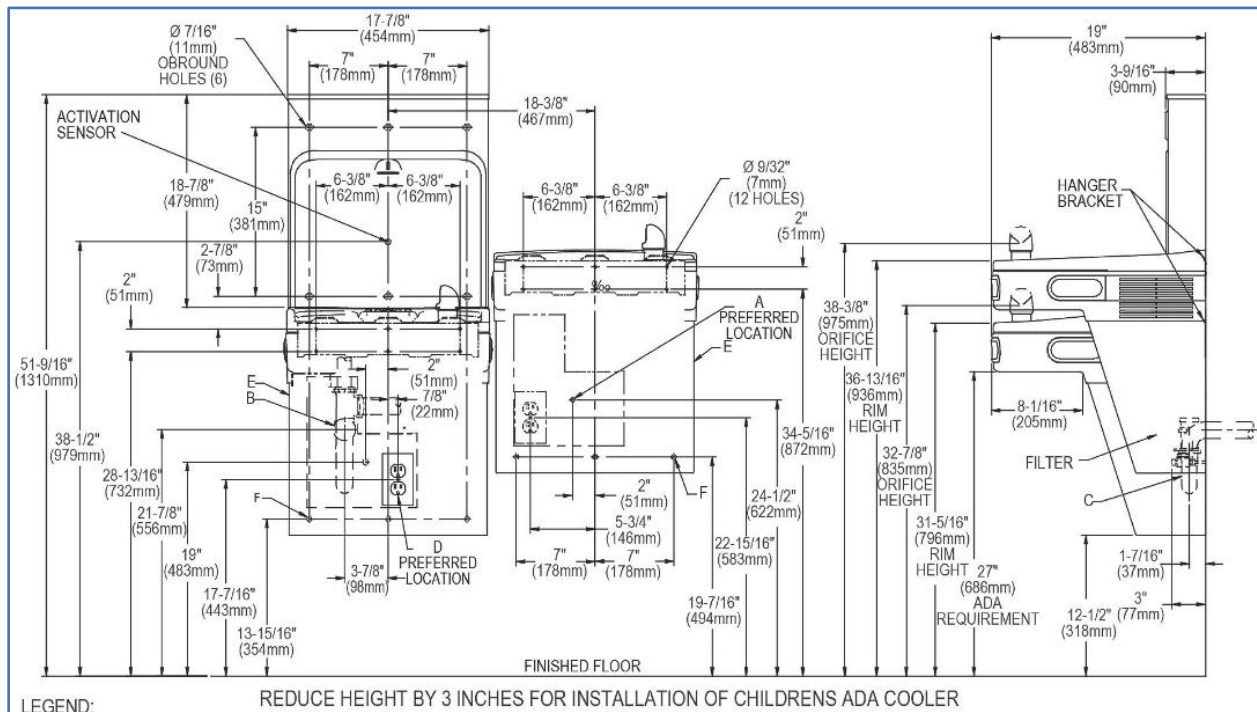 17-7/8"
(454mm)
Ø 7/16"
(11mm)
OBROUND
HOLES (6)
7"
(178mm)
7"
(178mm)
18-3/8"
(467mm)
ACTIVATION
SENSOR
6-3/8"
(162mm)
6-3/8"
(162mm)
18-7/8"
(479mm)
15"
(381mm)
2-7/8"
(73mm)
2"
(51mm)
6-3/8"
(162mm)
6-3/8"
(162mm)
Ø 9/32"
(7mm)
(12 HOLES)
2"
(51mm)
A
PREFERRED
LOCATION
E
51-9/16"
(1310mm)
E
B
2"
(51mm)
7/8"
(22mm)
38-1/2"
(979mm)
28-13/16"
(732mm)
21-7/8"
(556mm)
19"
(483mm)
17-7/16"
(443mm)
13-15/16"
(354mm)
F
3-7/8"
(98mm)
D
PREFERRED
LOCATION
2"
(51mm)
F
5-3/4"
(146mm)
7"
(178mm)
7"
(178mm)
34-5/16"
(872mm)
24-1/2"
(622mm)
22-15/16"
(583mm)
19-7/16"
(494mm)
19"
(483mm)
3-9/16"
(90mm)
HANGER
BRACKET
38-3/8"
(975mm)
ORIFICE
HEIGHT
36-13/16"
(936mm)
RIM
HEIGHT
32-7/8"
(835mm)
ORIFICE
HEIGHT
31-5/16"
(796mm)
RIM
HEIGHT
27"
(686mm)
ADA
REQUIREMENT
8-1/16"
(205mm)
FILTER
C
1-7/16"
(37mm)
3"
(77mm)
12-1/2"
(318mm)
FINISHED FLOOR
REDUCE HEIGHT BY 3 INCHES FOR INSTALLATION OF CHILDRENS ADA COOLER
LEGEND: